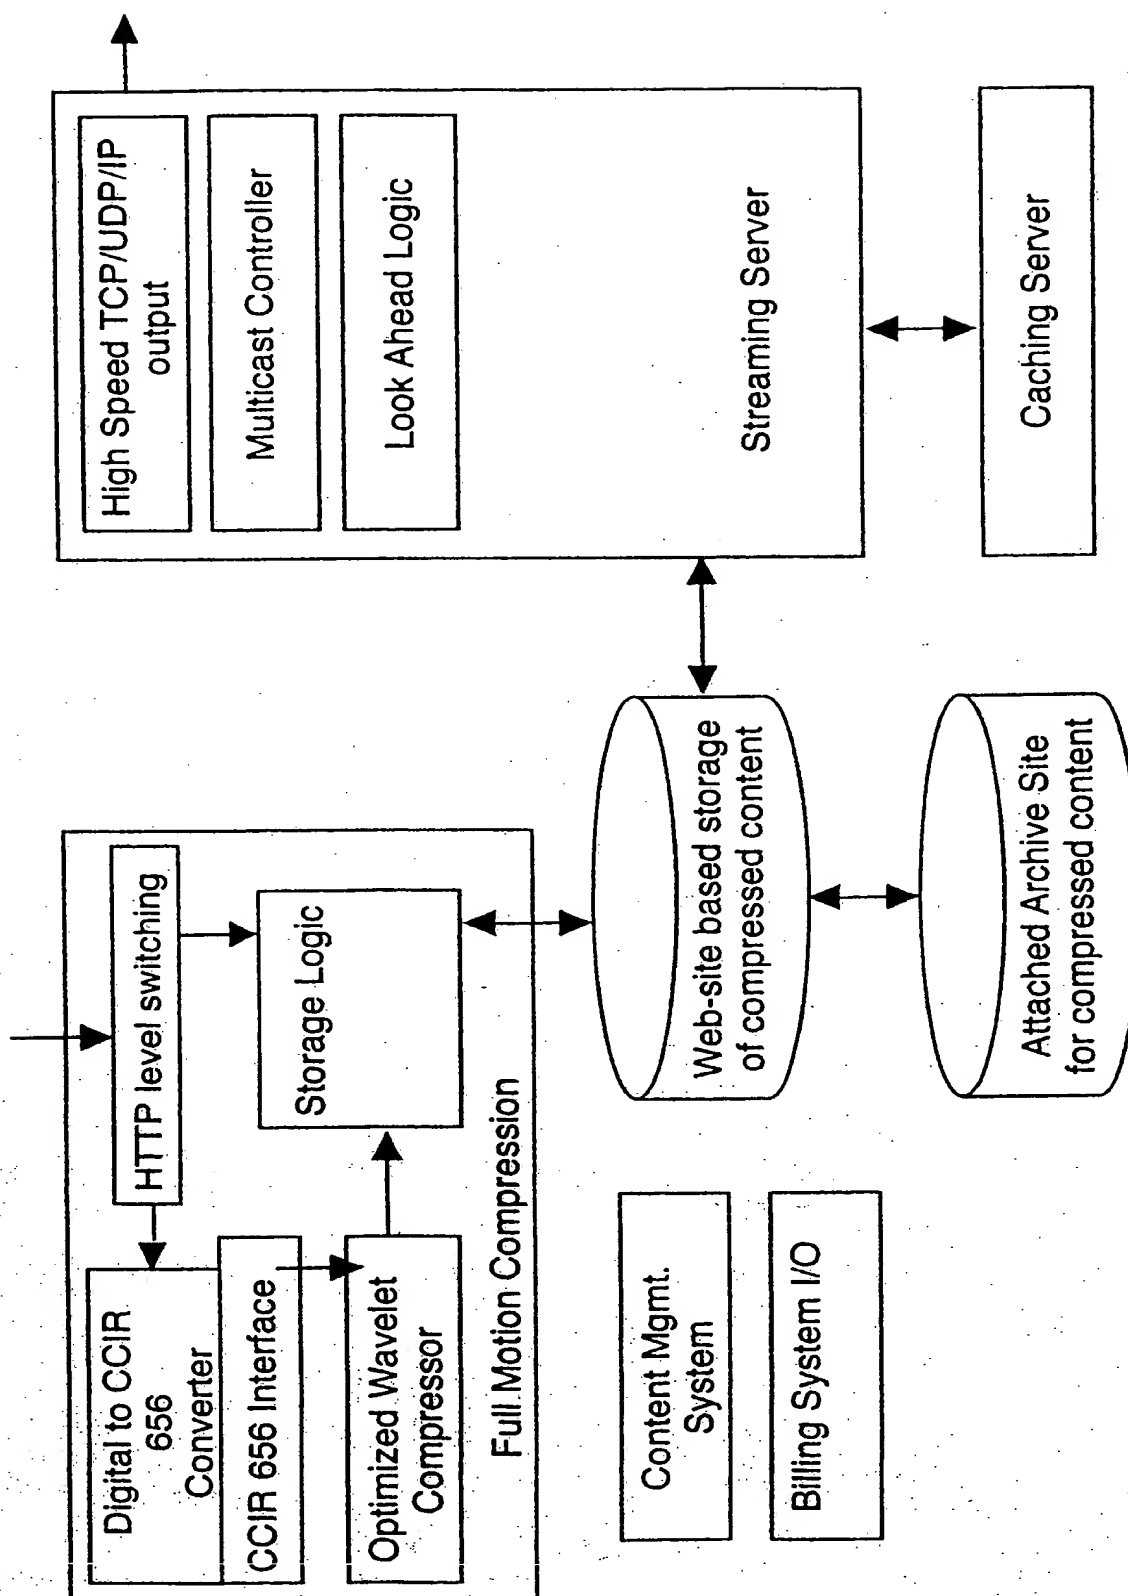 Digital to CCIR
656
Converter
CCIR 656 Interface
Optimized Wavelet
Compressor
HTTP level switching
Storage Logic
Full Motion Compression
Content Mgmt.
System
Billing System I/O
Web-site based storage
of compressed content
Attached Archive Site
for compressed content
High Speed TCP/UDP/IP
output
Multicast Controller
Look Ahead Logic
Streaming Server
Caching Server